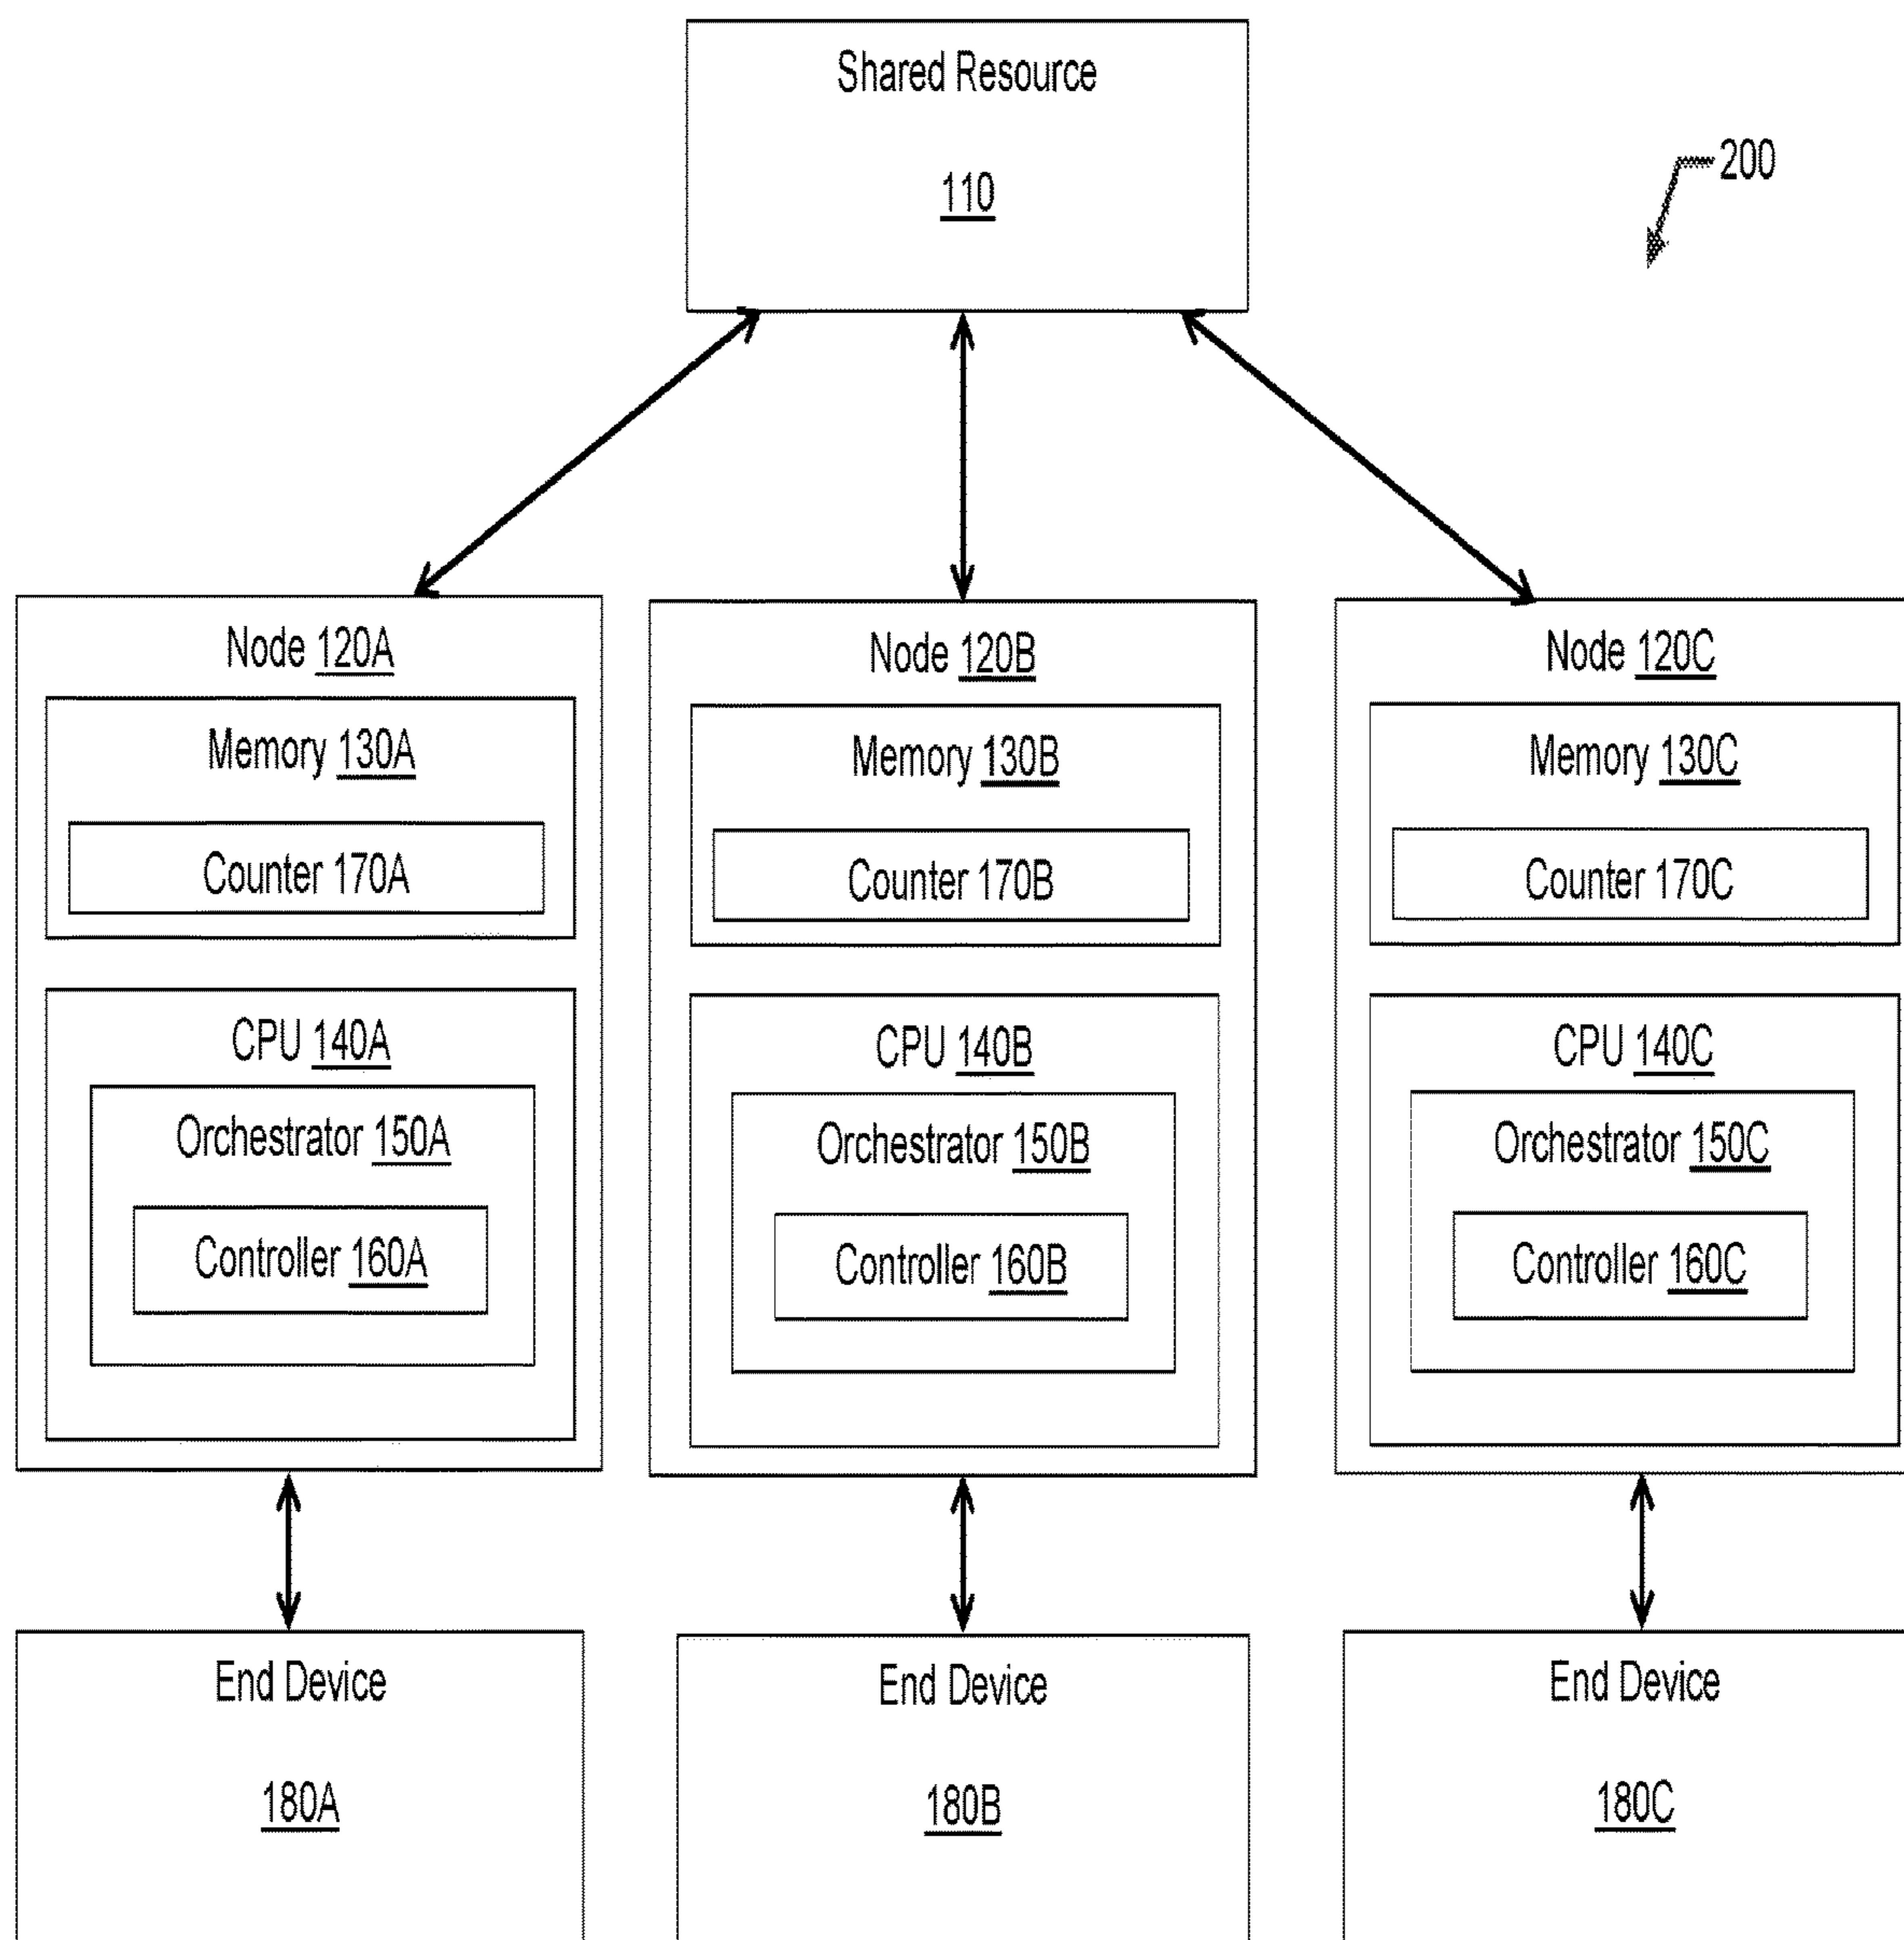 Shared Resource
110
200
Node 120A
Memory 130A
Counter 170A
CPU 140A
Orchestrator 150A
Controller 160A
Node 120B
Memory 130B
Counter 170B
CPU 140B
Orchestrator 150B
Controller 160B
Node 120C
Memory 130C
Counter 170C
CPU 140C
Orchestrator 150C
Controller 160C
End Device
180A
End Device
180B
End Device
180C